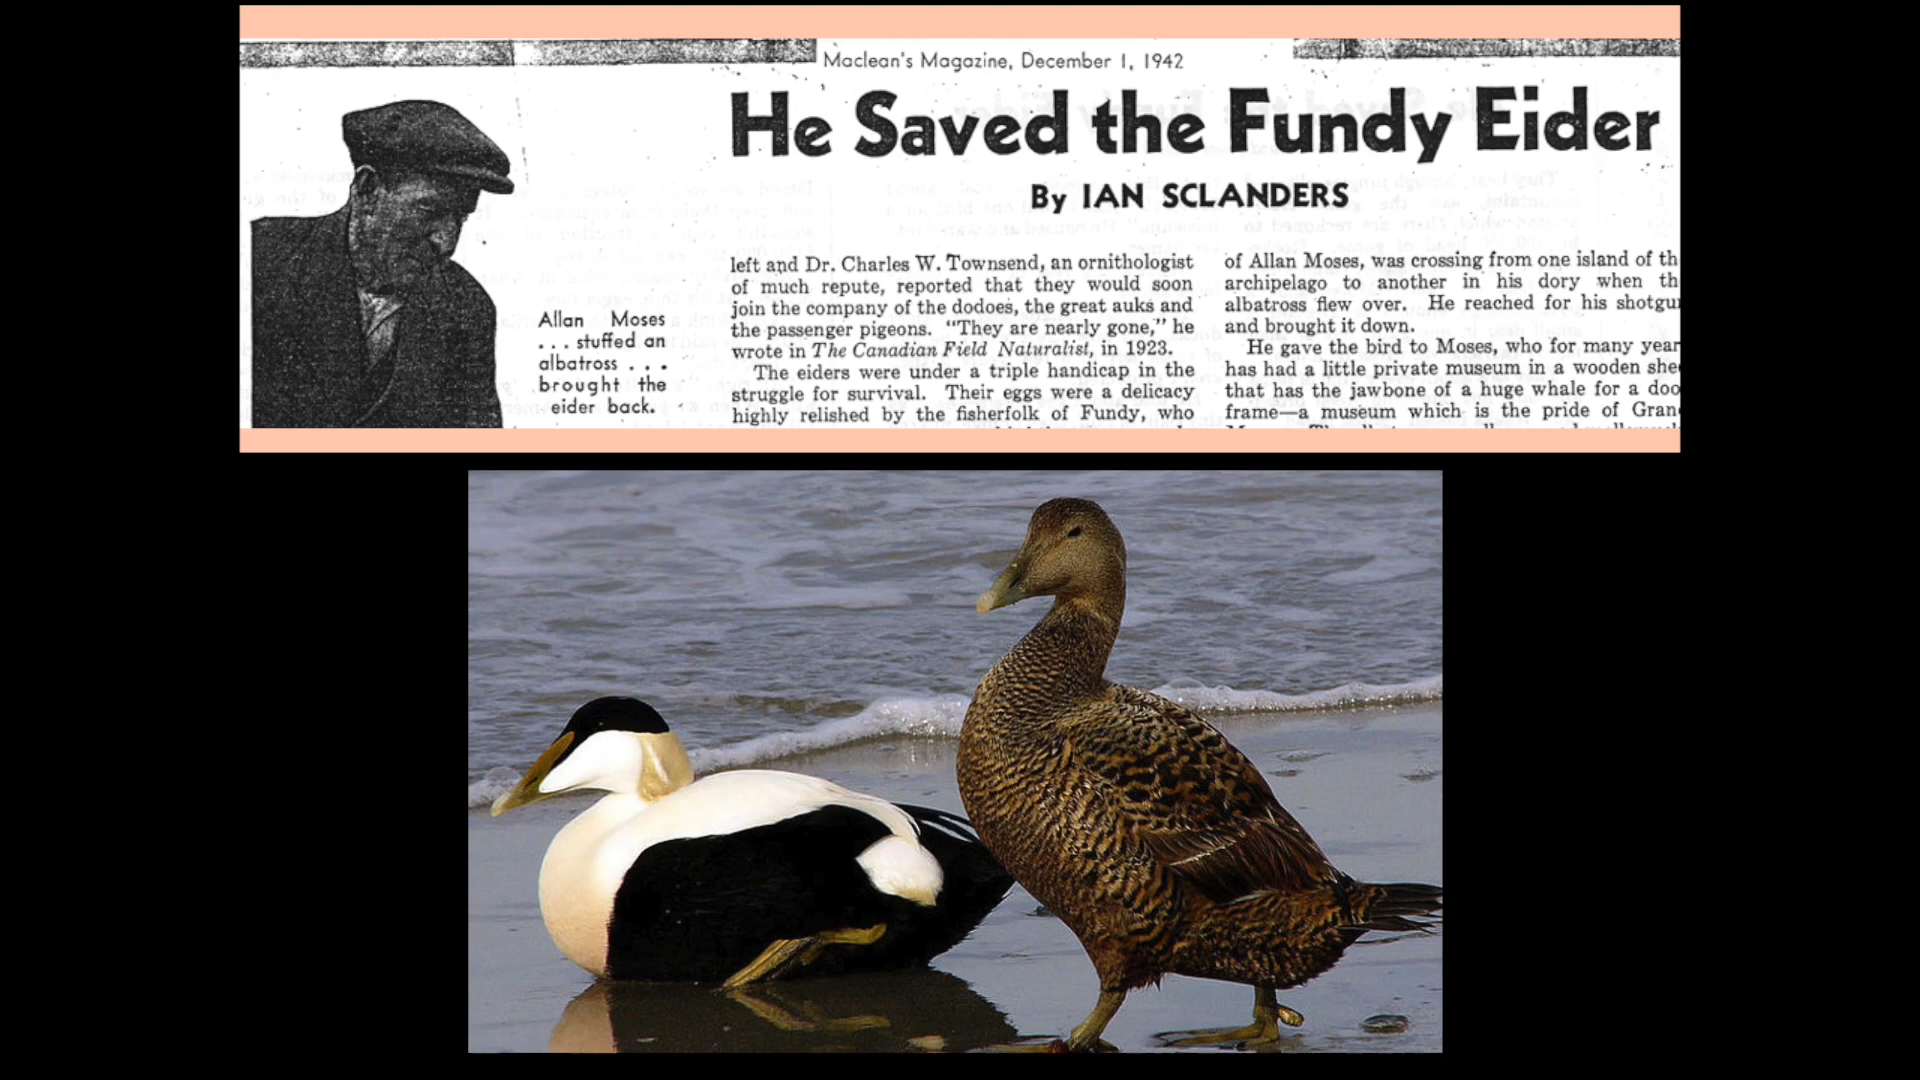 Maclean's Magazine, December 1, 1942
He Saved the Fundy Eider
By IAN SCLANDERS
Allan Moses
... stuffed an
albatross ...
brought the
eider back.
left and Dr. Charles W. Townsend, an ornithologist
of much repute, reported that they would soon
join the company of the dodoes, the great auks and
the passenger pigeons. "They are nearly gone," he
wrote in The Canadian Field Naturalist, in 1923.
The eiders were under a triple handicap in the
struggle for survival. Their eggs were a delicacy
highly relished by the fisherfolk of Fundy, who
of Allan Moses, was crossing from one island of th
archipelago to another in his dory when th
albatross flew over. He reached for his shotgu
and brought it down.
He gave the bird to Moses, who for many year
has had a little private museum in a wooden she
that has the jawbone of a huge whale for a doo
frame—a museum which is the pride of Gran